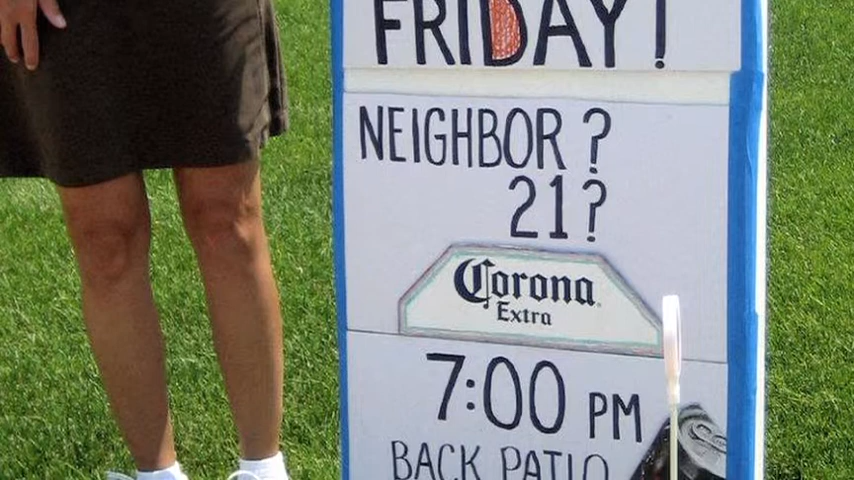 FRIDAY!
NEIGHBOR?
21?
Corona
Extra
7:00 PM
BACK PATIO